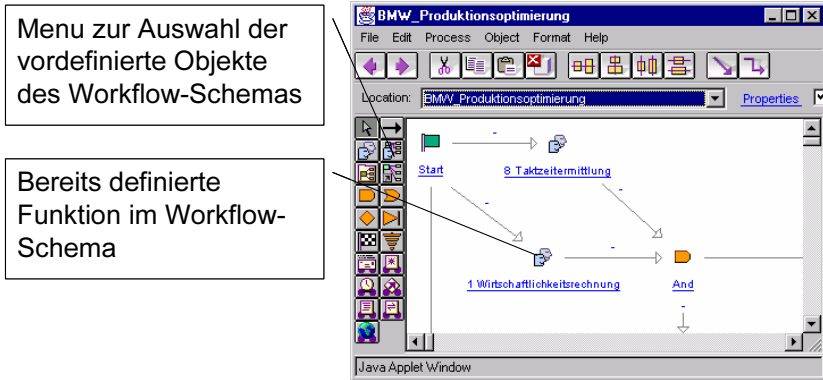 Menu zur Auswahl der
vordefinierte Objekte
des Workflow-Schemas
Bereits definierte
Funktion im Workflow-
Schema
BMW_Produktionsoptimierung
File Edit Process Object Format Help
Location: BMW_Produktionsoptimierung Properties
Start
8 Taktzeitermittlung
1 Wirtschaftlichkeitsrechnung
And
Java Applet Window